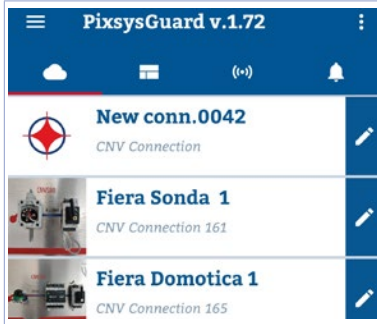 PixsysGuard v.1.72
New conn.0042
CNV Connection
Fiera Sonda 1
CNV Connection 161
Fiera Domotica 1
CNV Connection 165